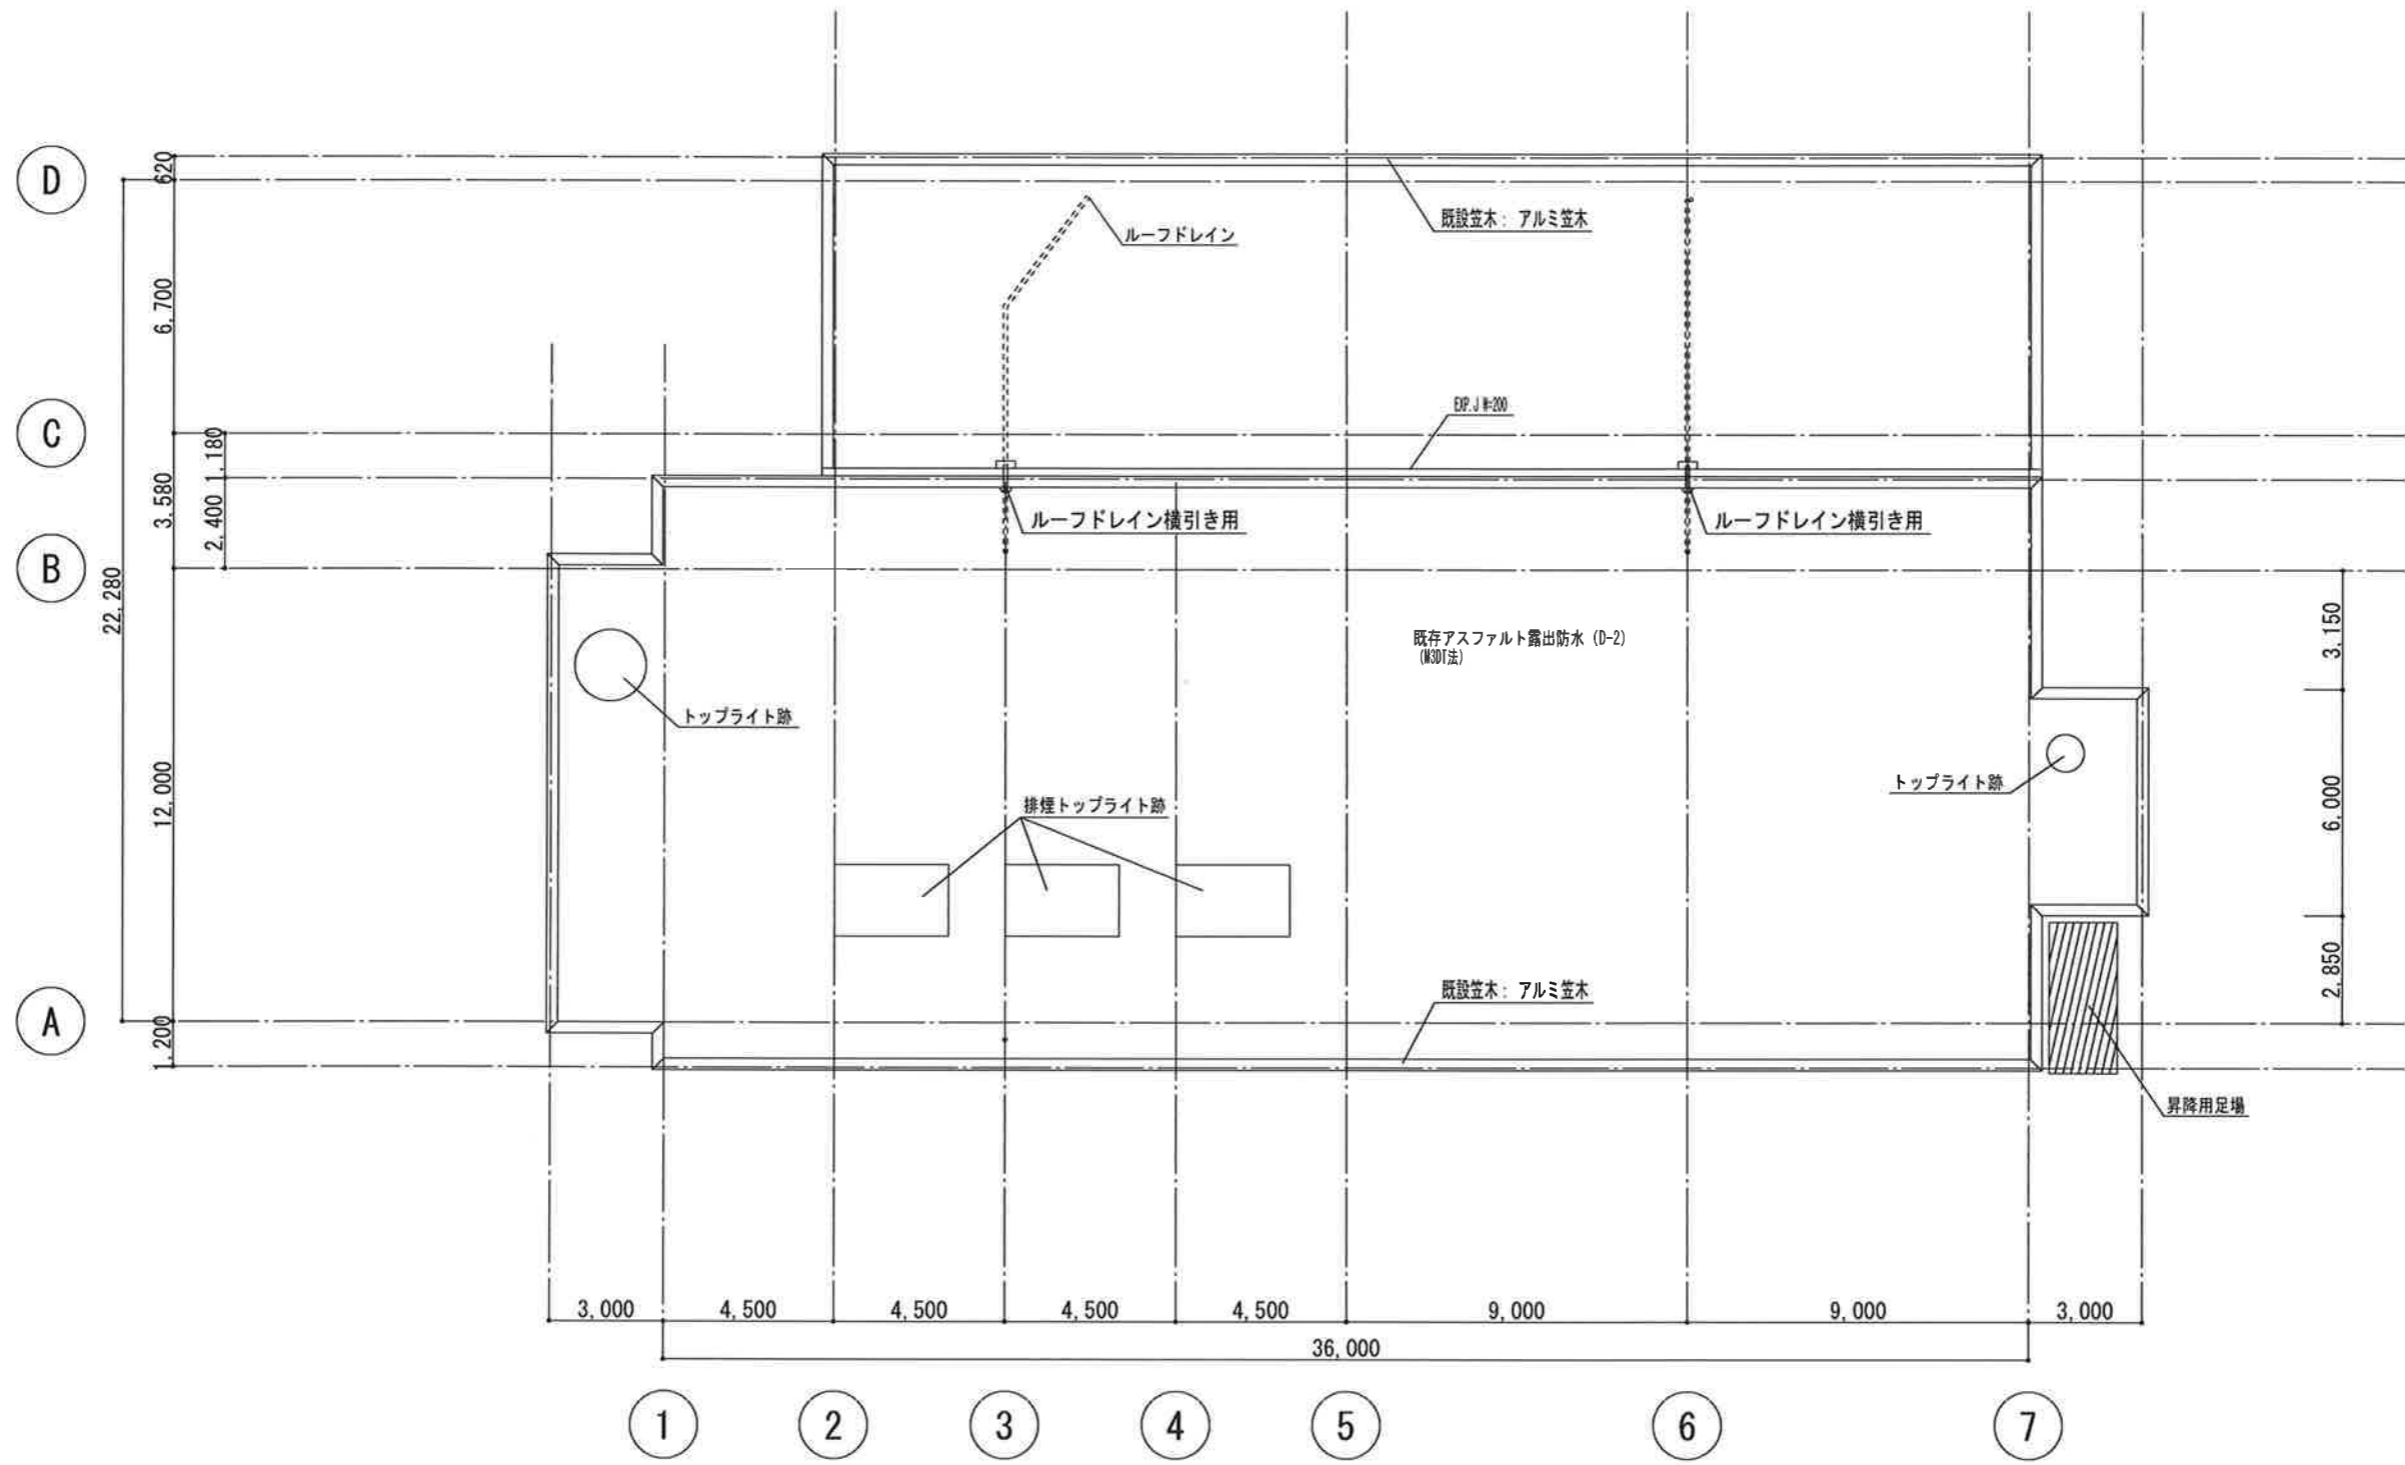 D
620
ルーフドレイン
既設笠木： アルミ笠木
6,700
C
EXP.J W=200
1,180
3,580
2,400
ルーフドレイン横引き用
ルーフドレイン横引き用
B
22,280
既存アスファルト露出防水 (D-2)
(M3DT法)
3,150
トップライト跡
12,000
排煙トップライト跡
トップライト跡
6,000
既設笠木： アルミ笠木
2,850
A
1,200
昇降用足場
3,000
4,500
4,500
4,500
4,500
9,000
9,000
3,000
36,000
1
2
3
4
5
6
7